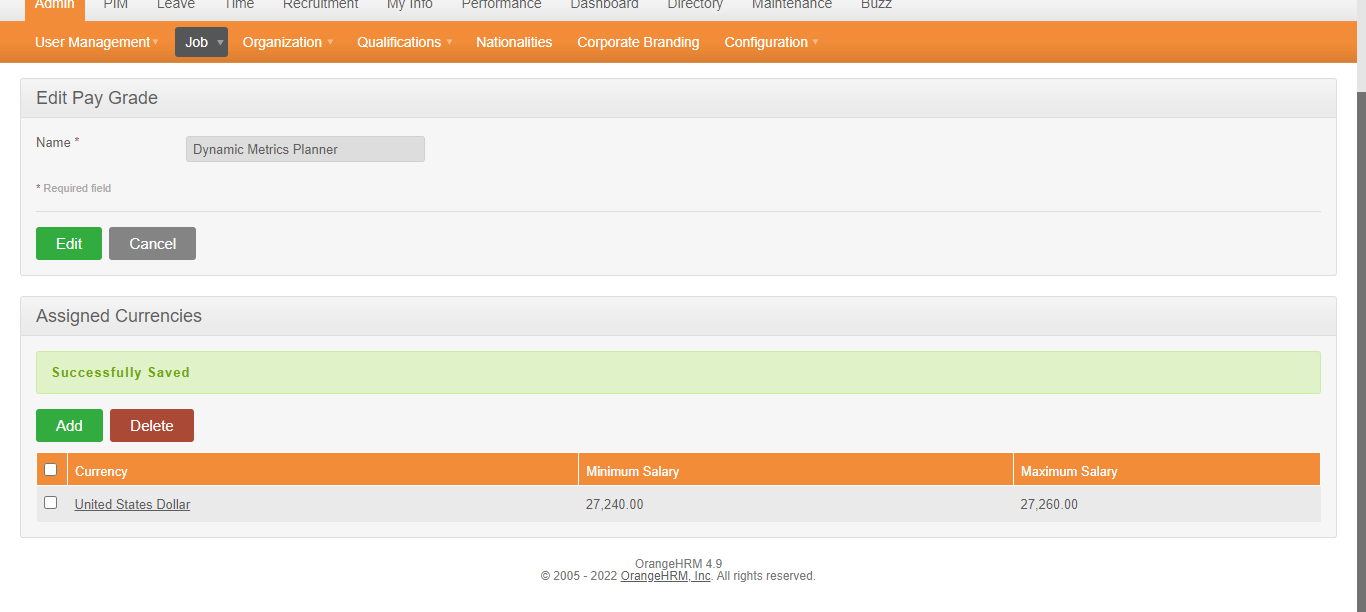 Admin PIM Leave Time Recruitment My Info Performance Dashboard Directory Maintenance Buzz
User Management Job Organization Qualifications Nationalities Corporate Branding Configuration
Edit Pay Grade
Name * Dynamic Metrics Planner
* Required field
Edit Cancel
Assigned Currencies
Successfully Saved
Add Delete
Currency Minimum Salary Maximum Salary
United States Dollar 27,240.00 27,260.00
OrangeHRM 4.9
© 2005 - 2022 OrangeHRM, Inc. All rights reserved.